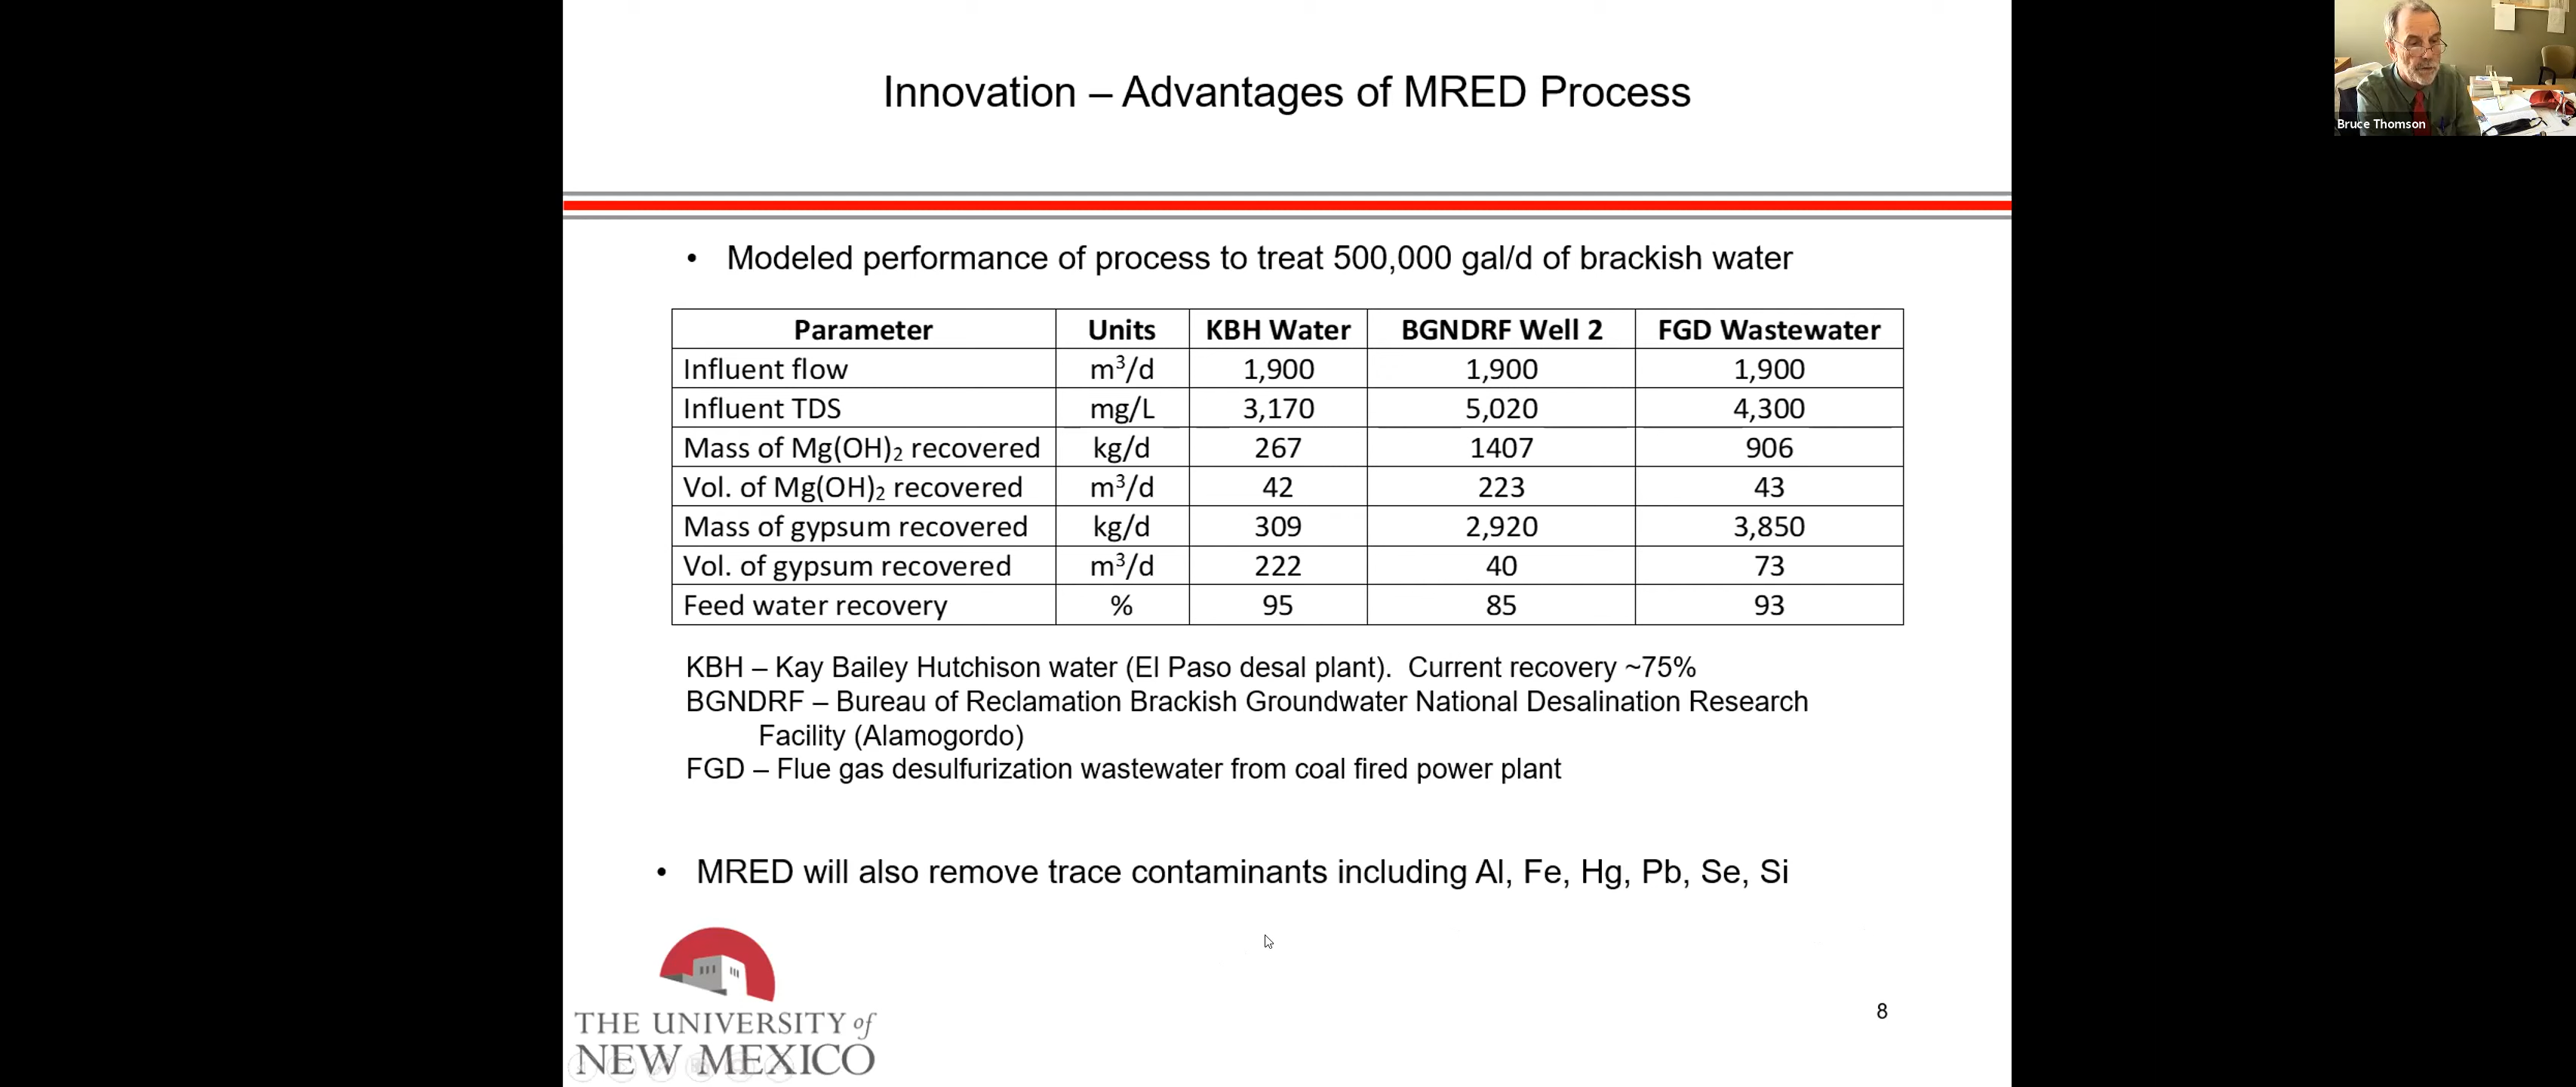 Innovation – Advantages of MRED Process
Bruce Thomson
• Modeled performance of process to treat 500,000 gal/d of brackish water
Parameter Units KBH Water BGNDRF Well 2 FGD Wastewater
Influent flow m³/d 1,900 1,900 1,900
Influent TDS mg/L 3,170 5,020 4,300
Mass of Mg(OH)₂ recovered kg/d 267 1407 906
Vol. of Mg(OH)₂ recovered m³/d 42 223 43
Mass of gypsum recovered kg/d 309 2,920 3,850
Vol. of gypsum recovered m³/d 222 40 73
Feed water recovery % 95 85 93
KBH – Kay Bailey Hutchison water (El Paso desal plant). Current recovery ~75%
BGNDRF – Bureau of Reclamation Brackish Groundwater National Desalination Research
Facility (Alamogordo)
FGD – Flue gas desulfurization wastewater from coal fired power plant
• MRED will also remove trace contaminants including Al, Fe, Hg, Pb, Se, Si
THE UNIVERSITY of
NEW MEXICO
8